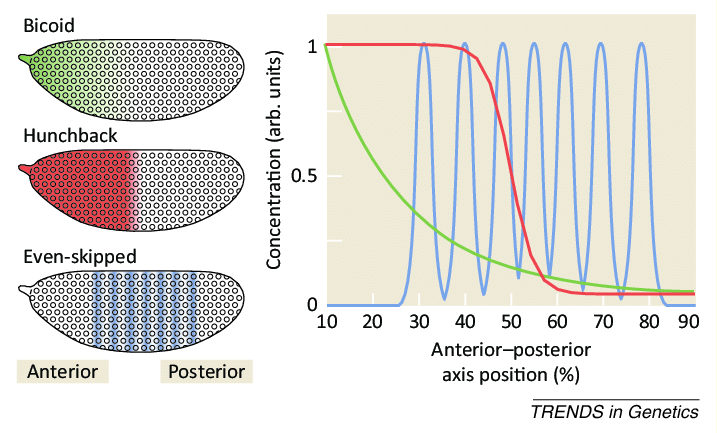 Bicoid
Hunchback
Even-skipped
Anterior
Posterior
Concentration (arb. units)
1
0.5
0
10 20 30 40 50 60 70 80 90
Anterior–posterior
axis position (%)
TRENDS in Genetics